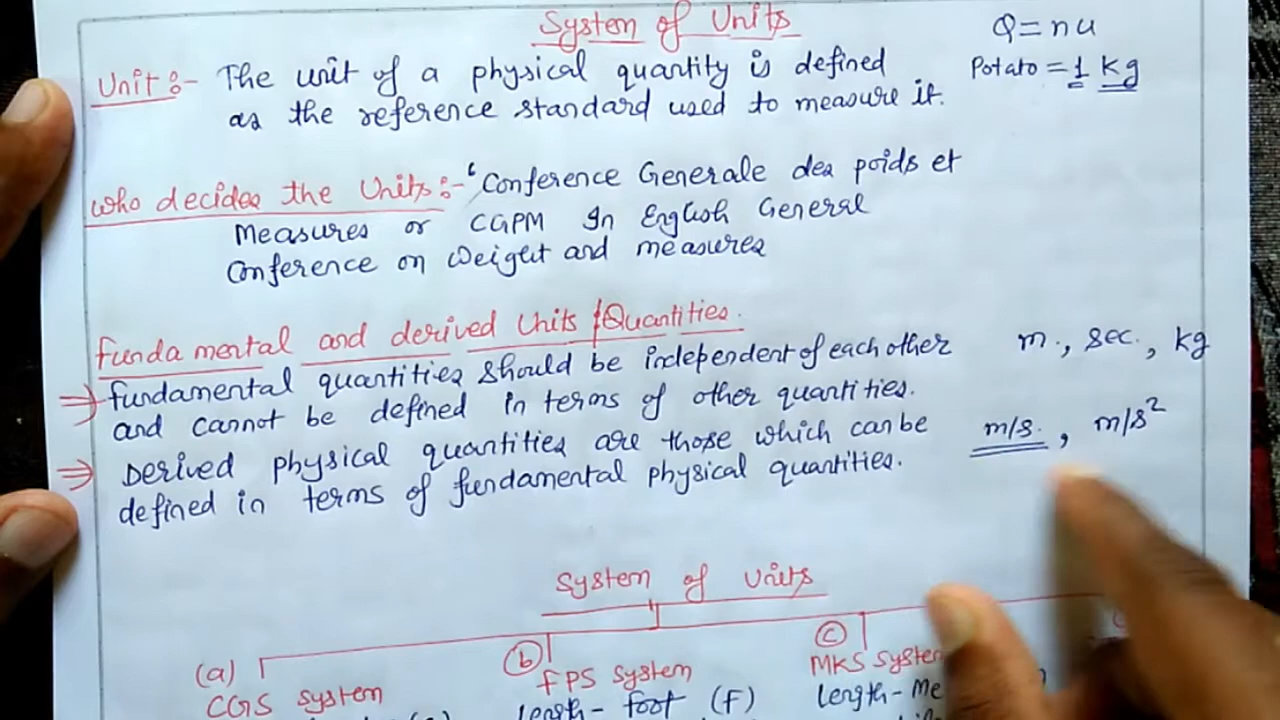 System of Units
Q = nu
Unit :- The unit of a physical quantity is defined
Potato = 1 kg
as the reference standard used to measure it.
Who decides the Units :- ‘Conference Generale des poids et
Measures or CGPM In English General
Conference on Weight and measures
Fundamental and derived Units / Quantities.
⇒ fundamental quantities should be independent of each other
m., sec., kg
and cannot be defined in terms of other quantities.
⇒ Derived physical quantities are those which can be
m/s., m/s²
defined in terms of fundamental physical quantities.
System of Units
(a) (b) (c)
CGS System
FPS System
MKS System
length - foot (F)
Length - Me